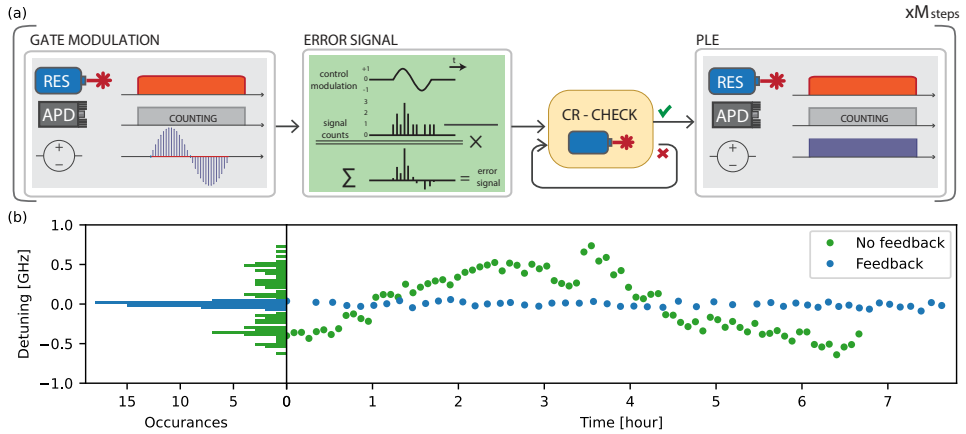 (a)
xM steps
GATE MODULATION
ERROR SIGNAL
PLE
RES
APD
COUNTING
+
−
control
modulation
+1
0
-1
t
signal
counts
3
2
1
0
×
∑
= error
signal
CR - CHECK
RES
APD
COUNTING
+
−
(b)
Detuning [GHz]
1.0
0.5
0.0
−0.5
−1.0
No feedback
Feedback
15 10 5 0
0 1 2 3 4 5 6 7
Occurances
Time [hour]